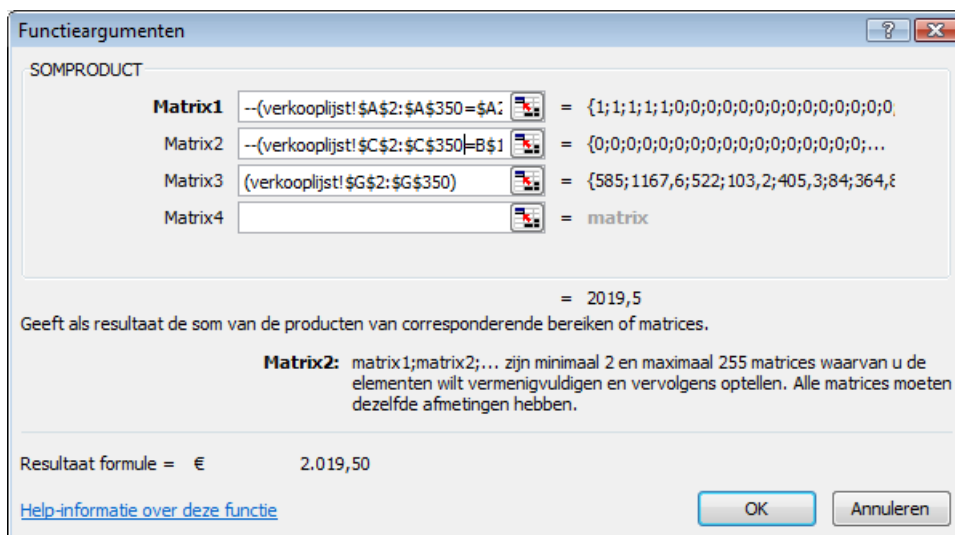 Functieargumenten
SOMPRODUCT
Matrix1 --(verkooplijst!$A$2:$A$350=$A2 = {1;1;1;1;1;0;0;0;0;0;0;0;0;0;0;0;0;0;0;
Matrix2 --(verkooplijst!$C$2:$C$350=B$1 = {0;0;0;0;0;0;0;0;0;0;0;0;0;0;0;0;0;...
Matrix3 (verkooplijst!$G$2:$G$350) = {585;1167,6;522;103,2;405,3;84;364,8
Matrix4 = matrix
= 2019,5
Geeft als resultaat de som van de producten van corresponderende bereiken of matrices.
Matrix2: matrix1;matrix2;... zijn minimaal 2 en maximaal 255 matrices waarvan u de
elementen wilt vermenigvuldigen en vervolgens optellen. Alle matrices moeten
dezelfde afmetingen hebben.
Resultaat formule = € 2.019,50
Help-informatie over deze functie
OK Annuleren